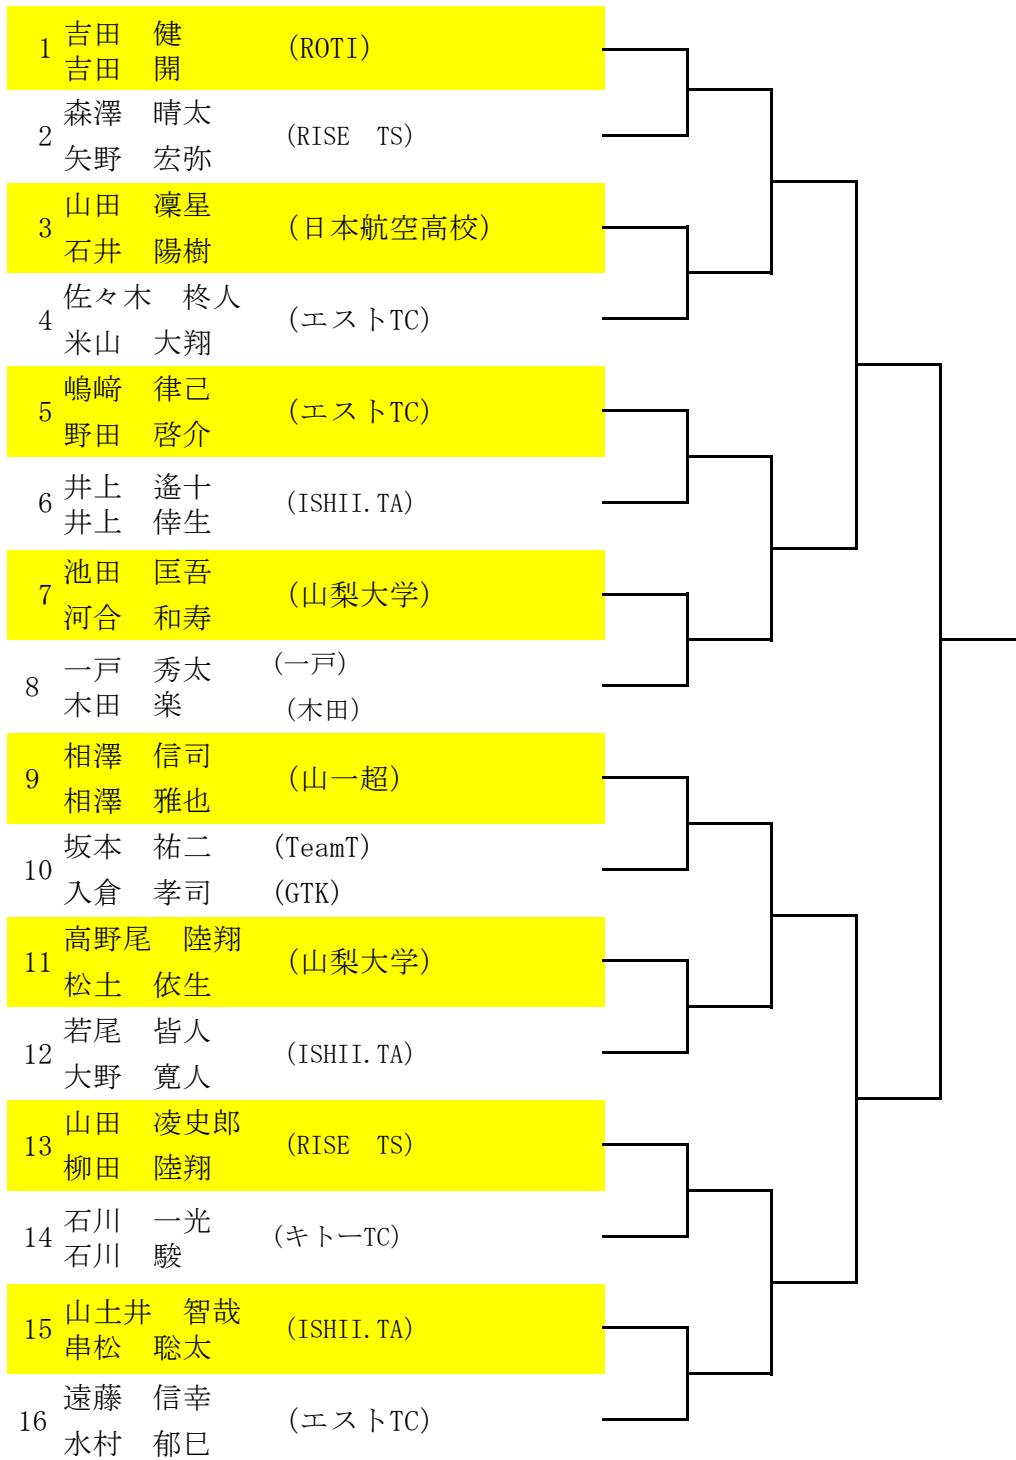 1 吉田　健 (ROTI)
吉田　開
2 森澤　晴太 (RISE　TS)
矢野　宏弥
3 山田　凜星 (日本航空高校)
石井　陽樹
4 佐々木　柊人 (エストTC)
米山　大翔
5 嶋﨑　律己 (エストTC)
野田　啓介
6 井上　遙十 (ISHII.TA)
井上　倖生
7 池田　匡吾 (山梨大学)
河合　和寿
8 一戸　秀太 (一戸)
木田　楽 (木田)
9 相澤　信司 (山一超)
相澤　雅也
10 坂本　祐二 (TeamT)
入倉　孝司 (GTK)
11 高野尾　陸翔 (山梨大学)
松土　依生
12 若尾　皆人 (ISHII.TA)
大野　寛人
13 山田　凌史郎 (RISE　TS)
柳田　陸翔
14 石川　一光 (キトーTC)
石川　駿
15 山土井　智哉 (ISHII.TA)
串松　聡太
16 遠藤　信幸 (エストTC)
水村　郁巳